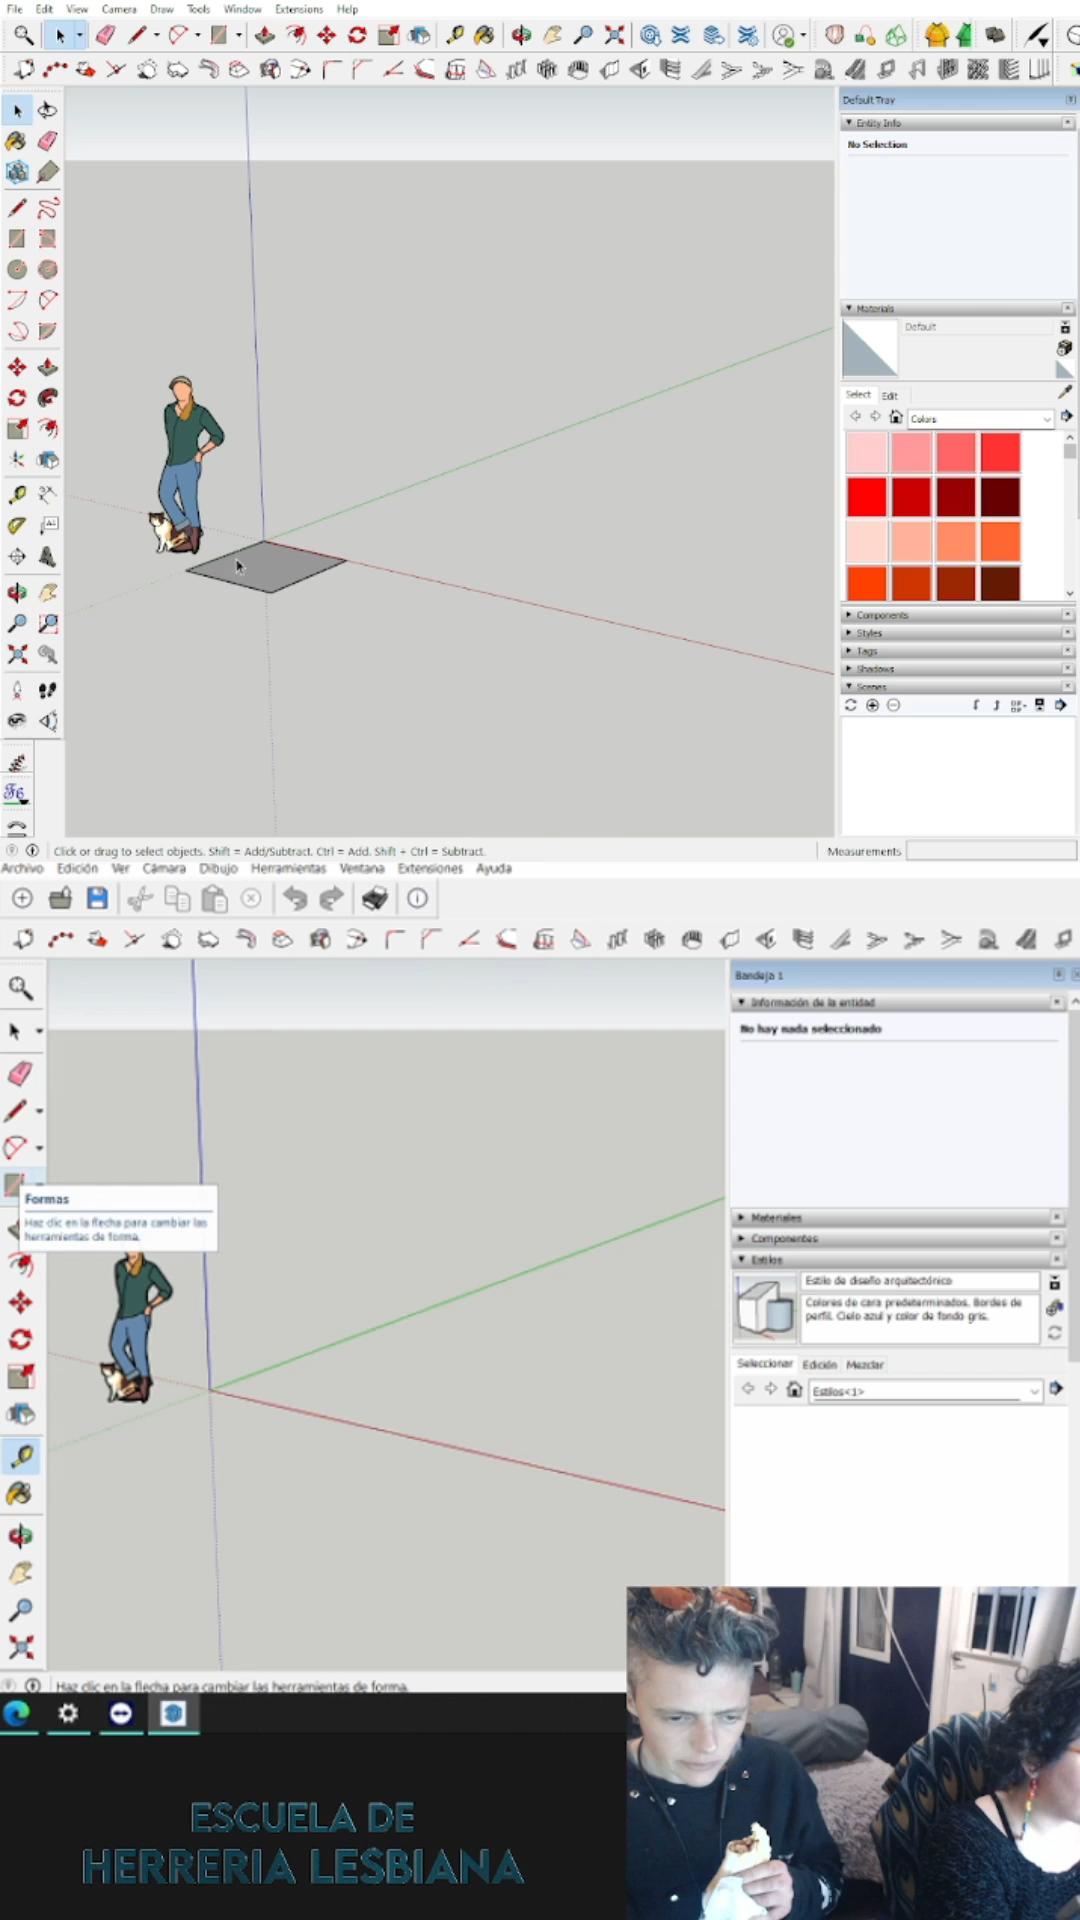 File Edit View Camera Draw Tools Window Extensions Help
Default Tray
Entity Info
No Selection
Materials
Default
Select Edit
Colors
Components
Styles
Tags
Shadows
Scenes
Click or drag to select objects. Shift = Add/Subtract. Ctrl = Add. Shift + Ctrl = Subtract.
Measurements
Archivo Edición Ver Cámara Dibujo Herramientas Ventana Extensiones Ayuda
Bandeja 1
Información de la entidad
No hay nada seleccionado
Formas
Haz clic en la flecha para cambiar las
herramientas de forma.
Materiales
Componentes
Estilos
Estilo de diseño arquitectónico
Colores de cara predeterminados. Bordes de
perfil. Cielo azul y color de fondo gris.
Seleccionar Edición Mezclar
Estilos<1>
Haz clic en la flecha para cambiar las herramientas de forma.
ESCUELA DE
HERRERIA LESBIANA